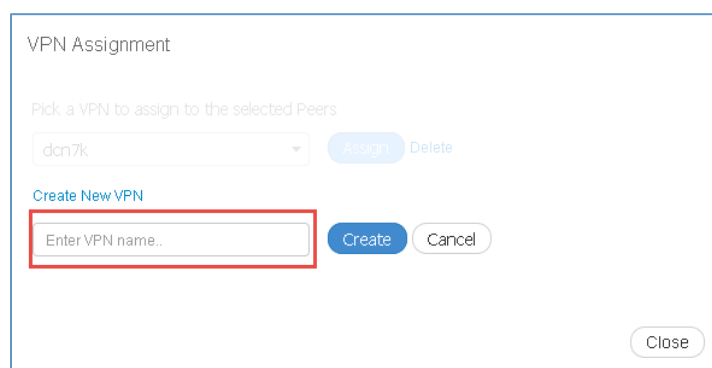 VPN Assignment
Pick a VPN to assign to the selected Peers
dcn7k Assign Delete
Create New VPN
Enter VPN name.. Create Cancel
Close